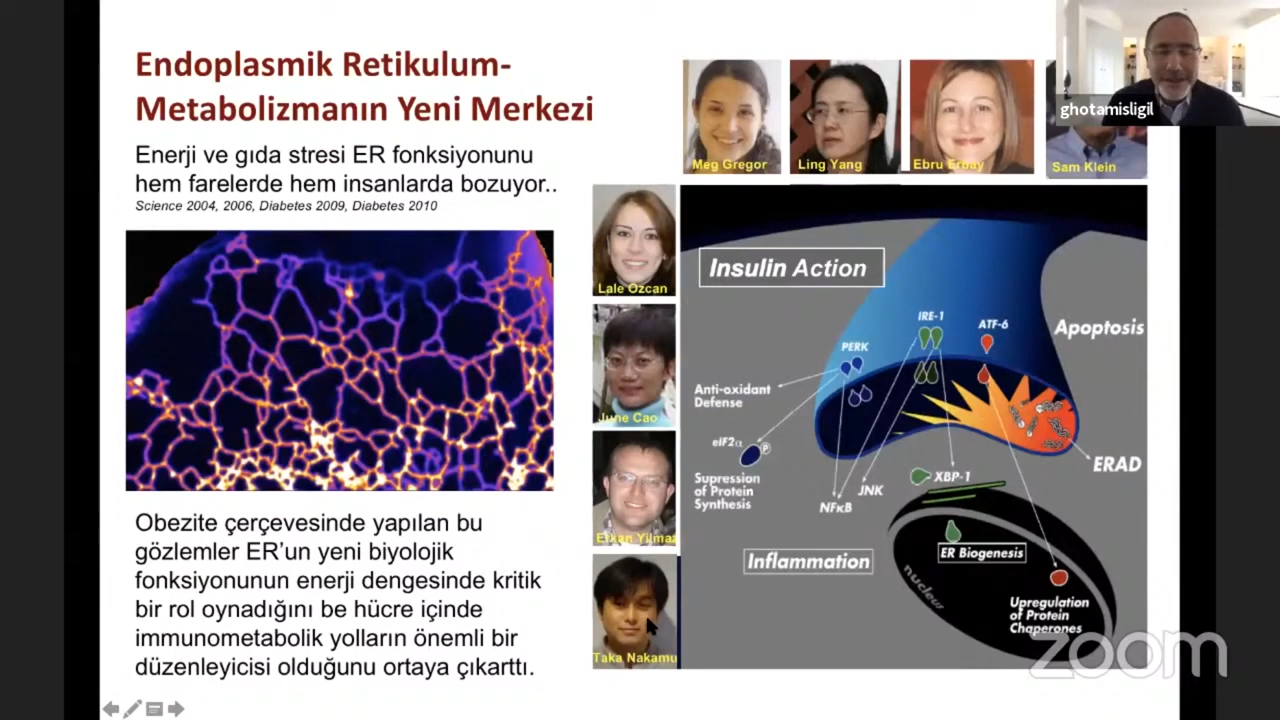 Endoplasmik Retikulum-
Metabolizmanın Yeni Merkezi
Enerji ve gıda stresi ER fonksiyonunu
hem farelerde hem insanlarda bozuyor..
Science 2004, 2006, Diabetes 2009, Diabetes 2010
Obezite çerçevesinde yapılan bu
gözlemler ER'un yeni biyolojik
fonksiyonunun enerji dengesinde kritik
bir rol oynadığını be hücre içinde
immunometabolik yolların önemli bir
düzenleyicisi olduğunu ortaya çıkarttı.
Meg Gregor
Ling Yang
Ebru Erbay
Sam Klein
ghotamisligil
Lale Ozcan
June Cao
Erkan Yilmaz
Taka Nakamu
Insulin Action
IRE-1
ATF-6
PERK
Apoptosis
Anti-oxidant
Defense
eIF2α
P
Supression
of Protein
Synthesis
NFκB
JNK
XBP-1
ERAD
Inflammation
ER Biogenesis
nucleus
Upregulation
of Protein
Chaperones
zoom